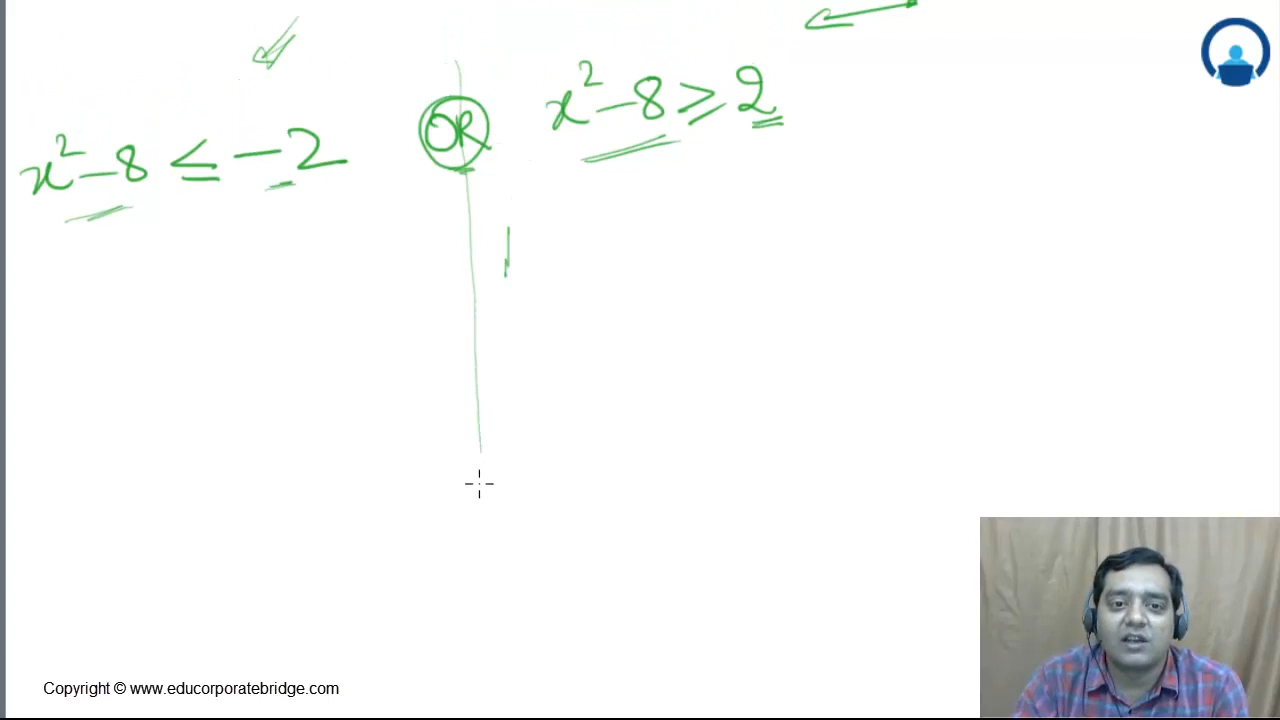 x² - 8 ≤ -2 OR x² - 8 ≥ 2
Copyright © www.educorporatebridge.com